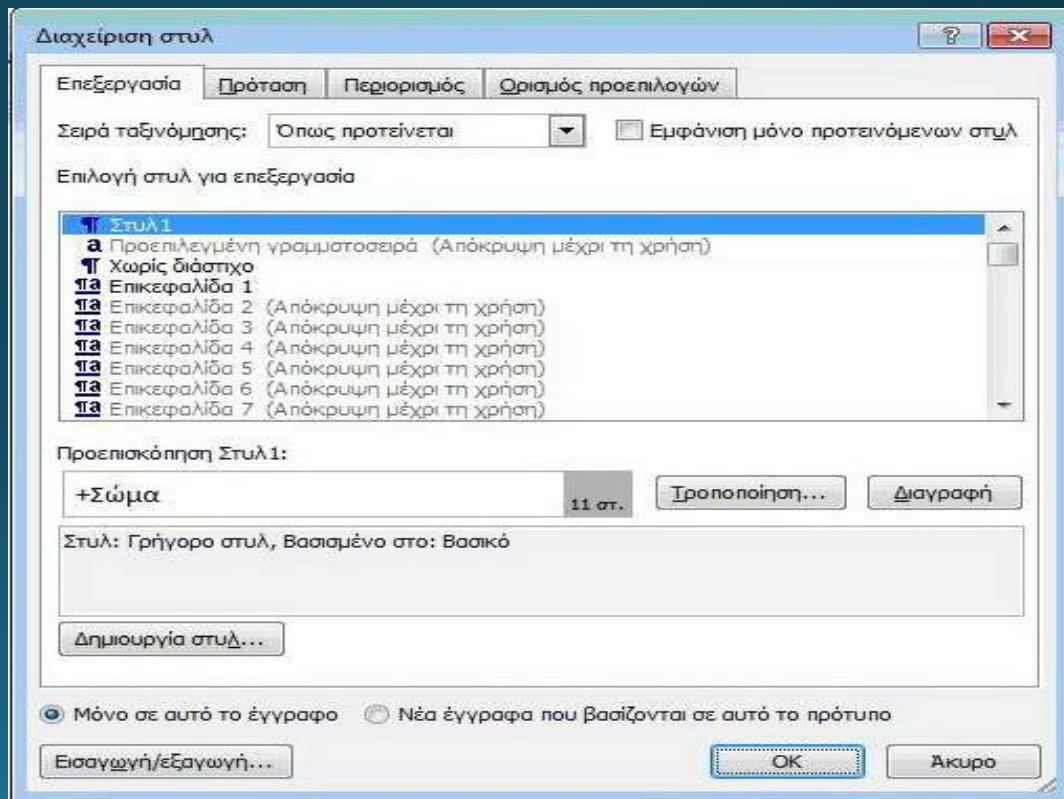 Διαχείριση στυλ
Επεξεργασία Πρόταση Περιορισμός Ορισμός προεπιλογών
Σειρά ταξινόμησης: Όπως προτείνεται Εμφάνιση μόνο προτεινόμενων στυλ
Επιλογή στυλ για επεξεργασία
¶ Στυλ1
a Προεπιλεγμένη γραμματοσειρά (Απόκρυψη μέχρι τη χρήση)
¶ Χωρίς διάστιχο
¶a Επικεφαλίδα 1
¶a Επικεφαλίδα 2 (Απόκρυψη μέχρι τη χρήση)
¶a Επικεφαλίδα 3 (Απόκρυψη μέχρι τη χρήση)
¶a Επικεφαλίδα 4 (Απόκρυψη μέχρι τη χρήση)
¶a Επικεφαλίδα 5 (Απόκρυψη μέχρι τη χρήση)
¶a Επικεφαλίδα 6 (Απόκρυψη μέχρι τη χρήση)
¶a Επικεφαλίδα 7 (Απόκρυψη μέχρι τη χρήση)
Προεπισκόπηση Στυλ1:
+Σώμα 11 στ. Τροποποίηση... Διαγραφή
Στυλ: Γρήγορο στυλ, Βασισμένο στο: Βασικό
Δημιουργία στυλ...
Μόνο σε αυτό το έγγραφο Νέα έγγραφα που βασίζονται σε αυτό το πρότυπο
Εισαγωγή/εξαγωγή... OK Άκυρο